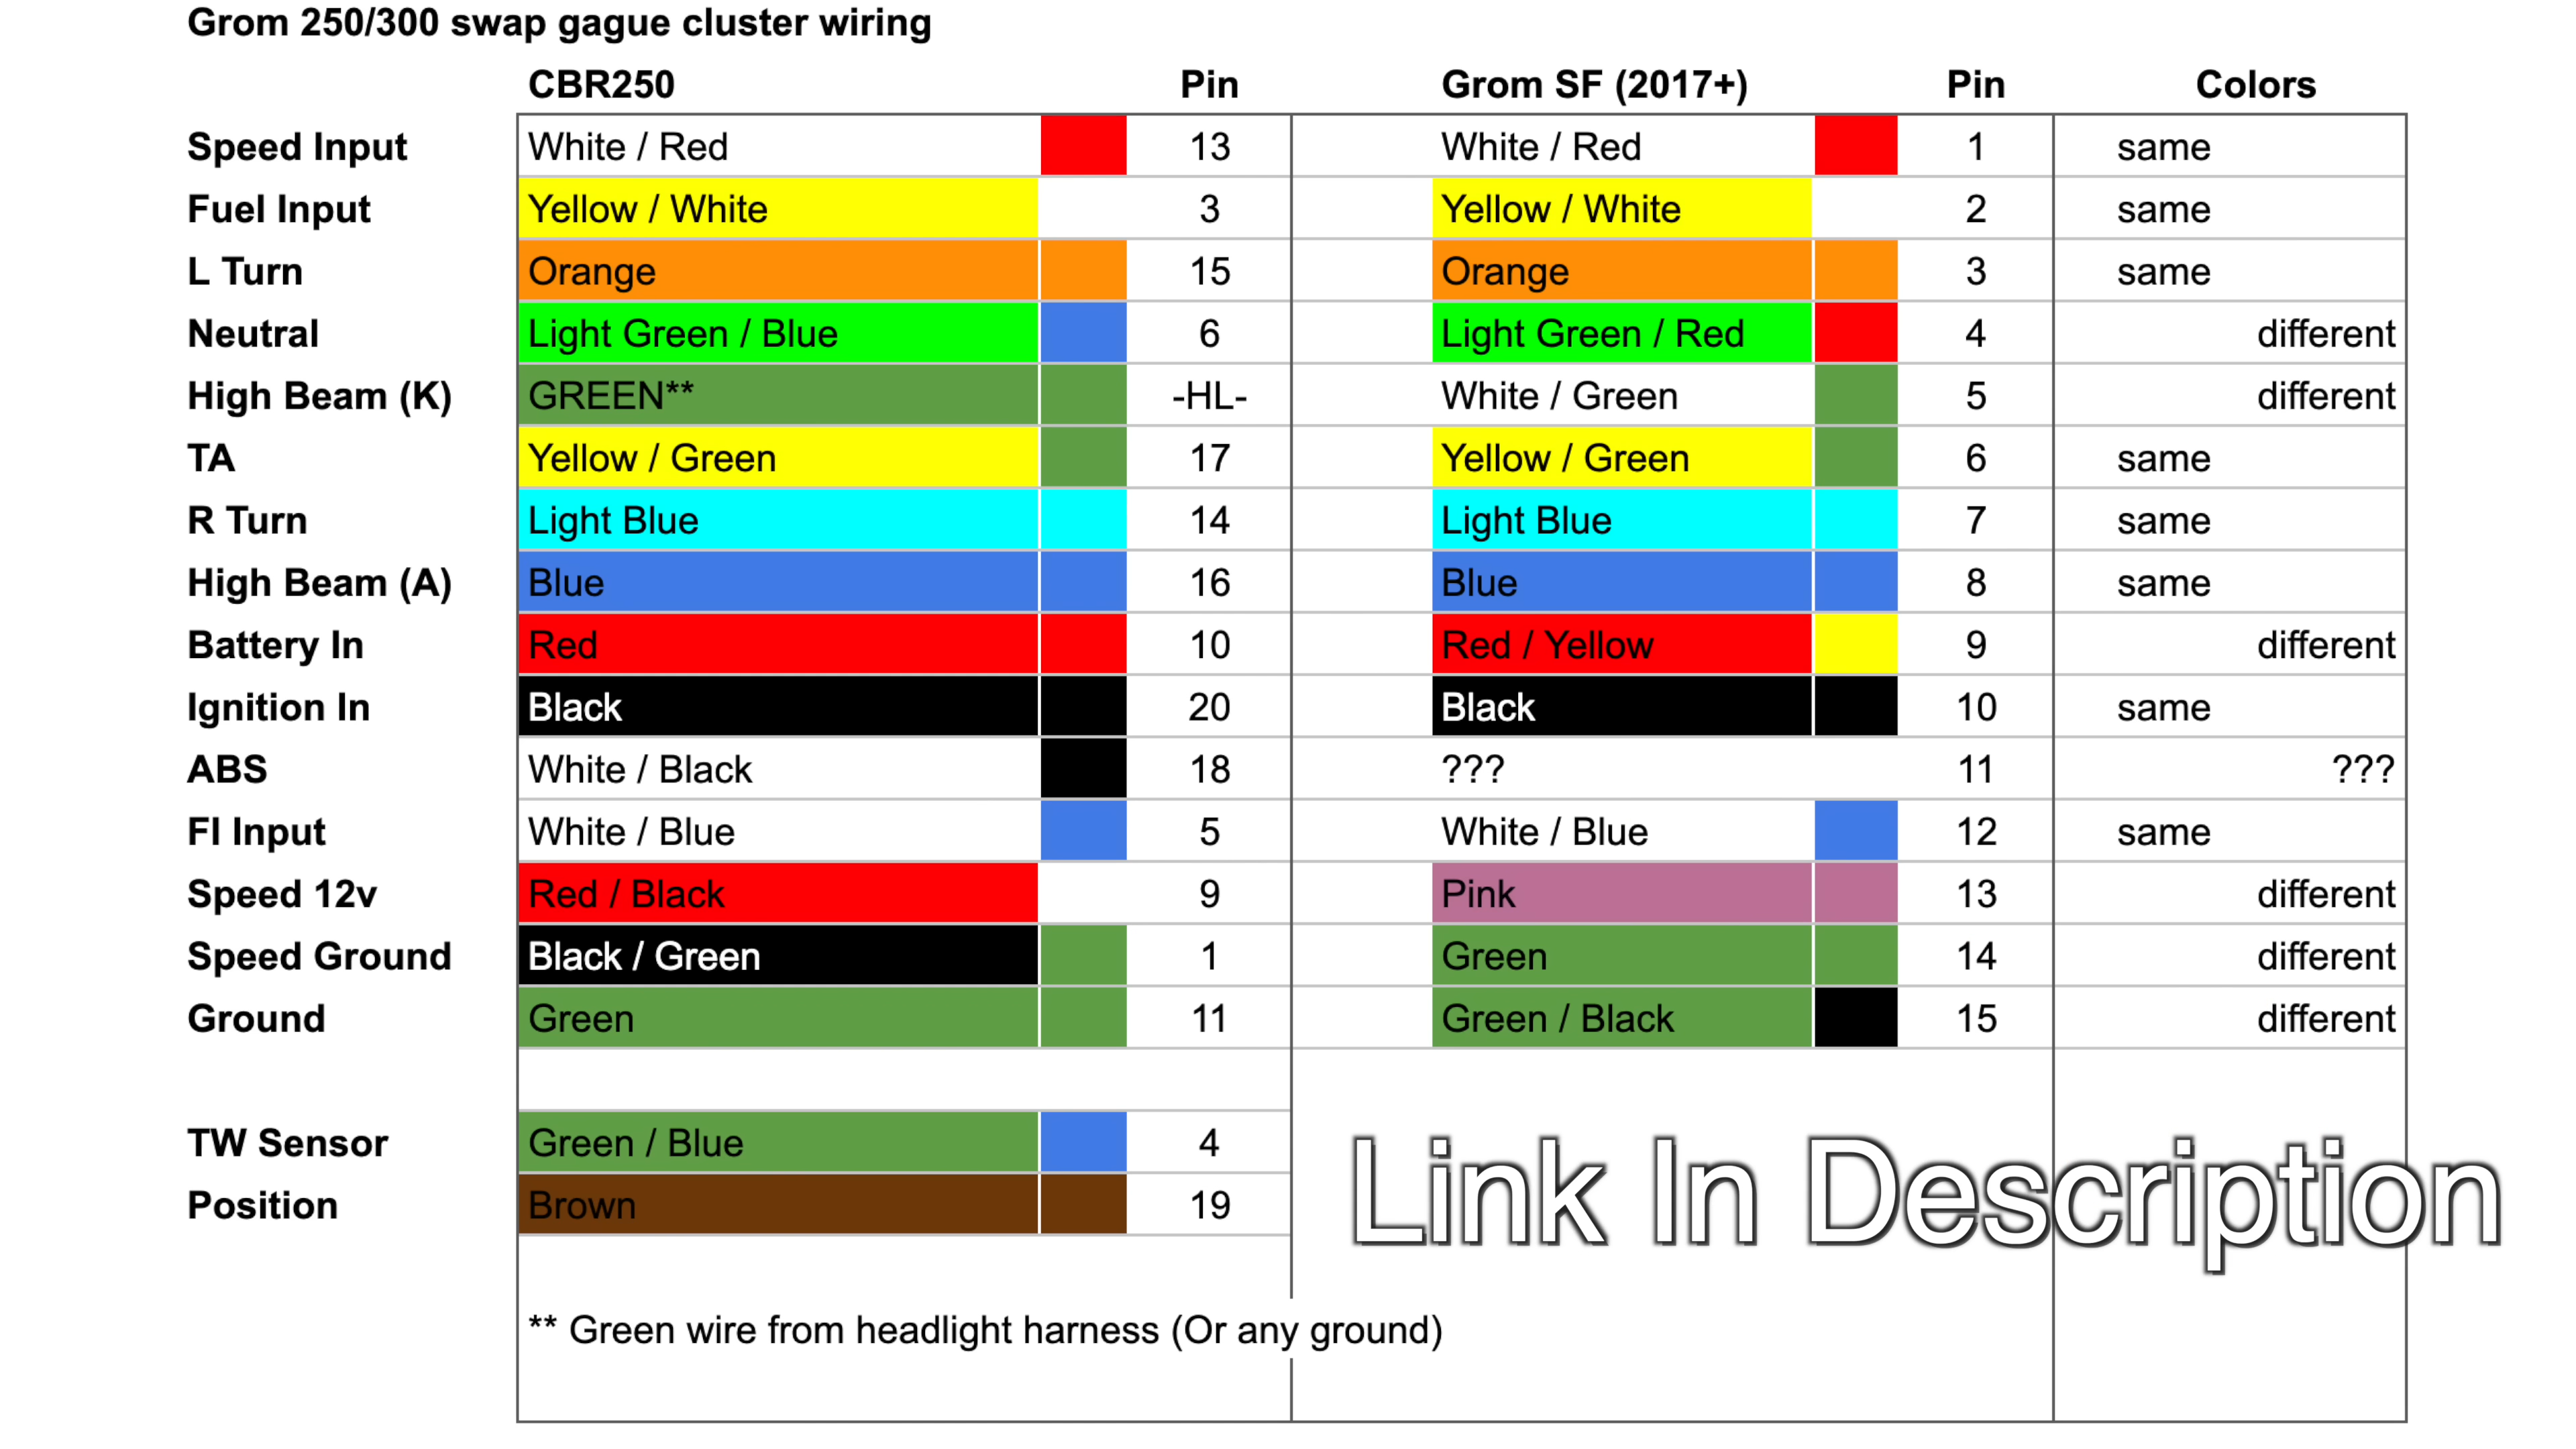 Grom 250/300 swap gague cluster wiring
CBR250 Pin Grom SF (2017+) Pin Colors
Speed Input White / Red 13 White / Red 1 same
Fuel Input Yellow / White 3 Yellow / White 2 same
L Turn Orange 15 Orange 3 same
Neutral Light Green / Blue 6 Light Green / Red 4 different
High Beam (K) GREEN** -HL- White / Green 5 different
TA Yellow / Green 17 Yellow / Green 6 same
R Turn Light Blue 14 Light Blue 7 same
High Beam (A) Blue 16 Blue 8 same
Battery In Red 10 Red / Yellow 9 different
Ignition In Black 20 Black 10 same
ABS White / Black 18 ??? 11 ???
FI Input White / Blue 5 White / Blue 12 same
Speed 12v Red / Black 9 Pink 13 different
Speed Ground Black / Green 1 Green 14 different
Ground Green 11 Green / Black 15 different
TW Sensor Green / Blue 4
Position Brown 19
Link In Description
** Green wire from headlight harness (Or any ground)